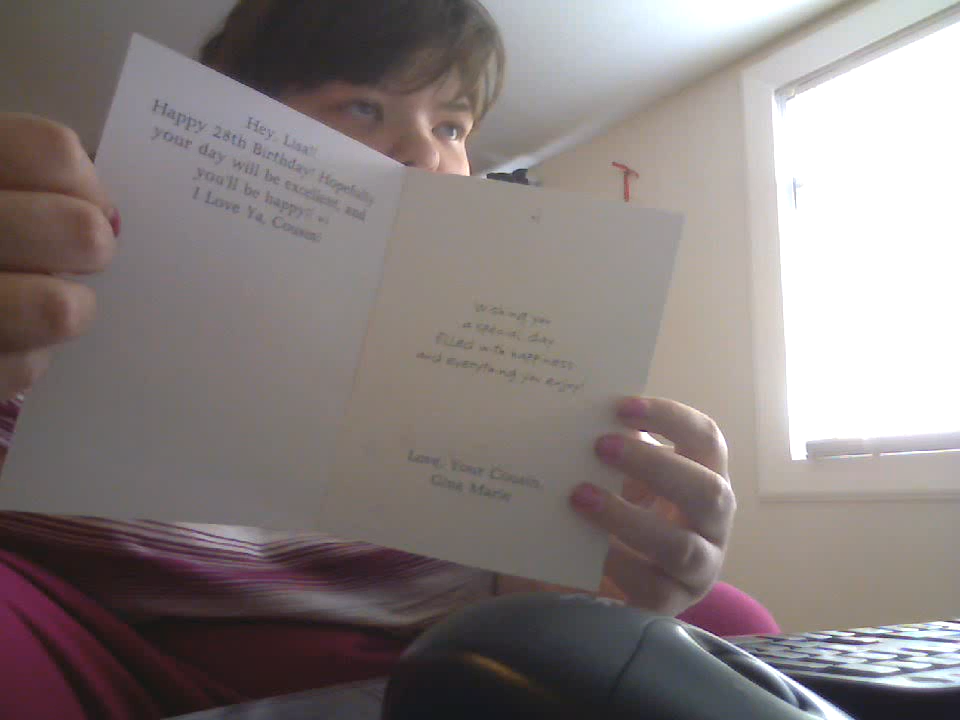 Hey, Lisa!!
Happy 28th Birthday! Hopefully
your day will be excellent, and
you'll be happy!! =)
I Love Ya, Cousin!
=)
Wishing you
a special day
filled with happiness
and everything you enjoy!
Love, Your Cousin,
Gina Marie
T